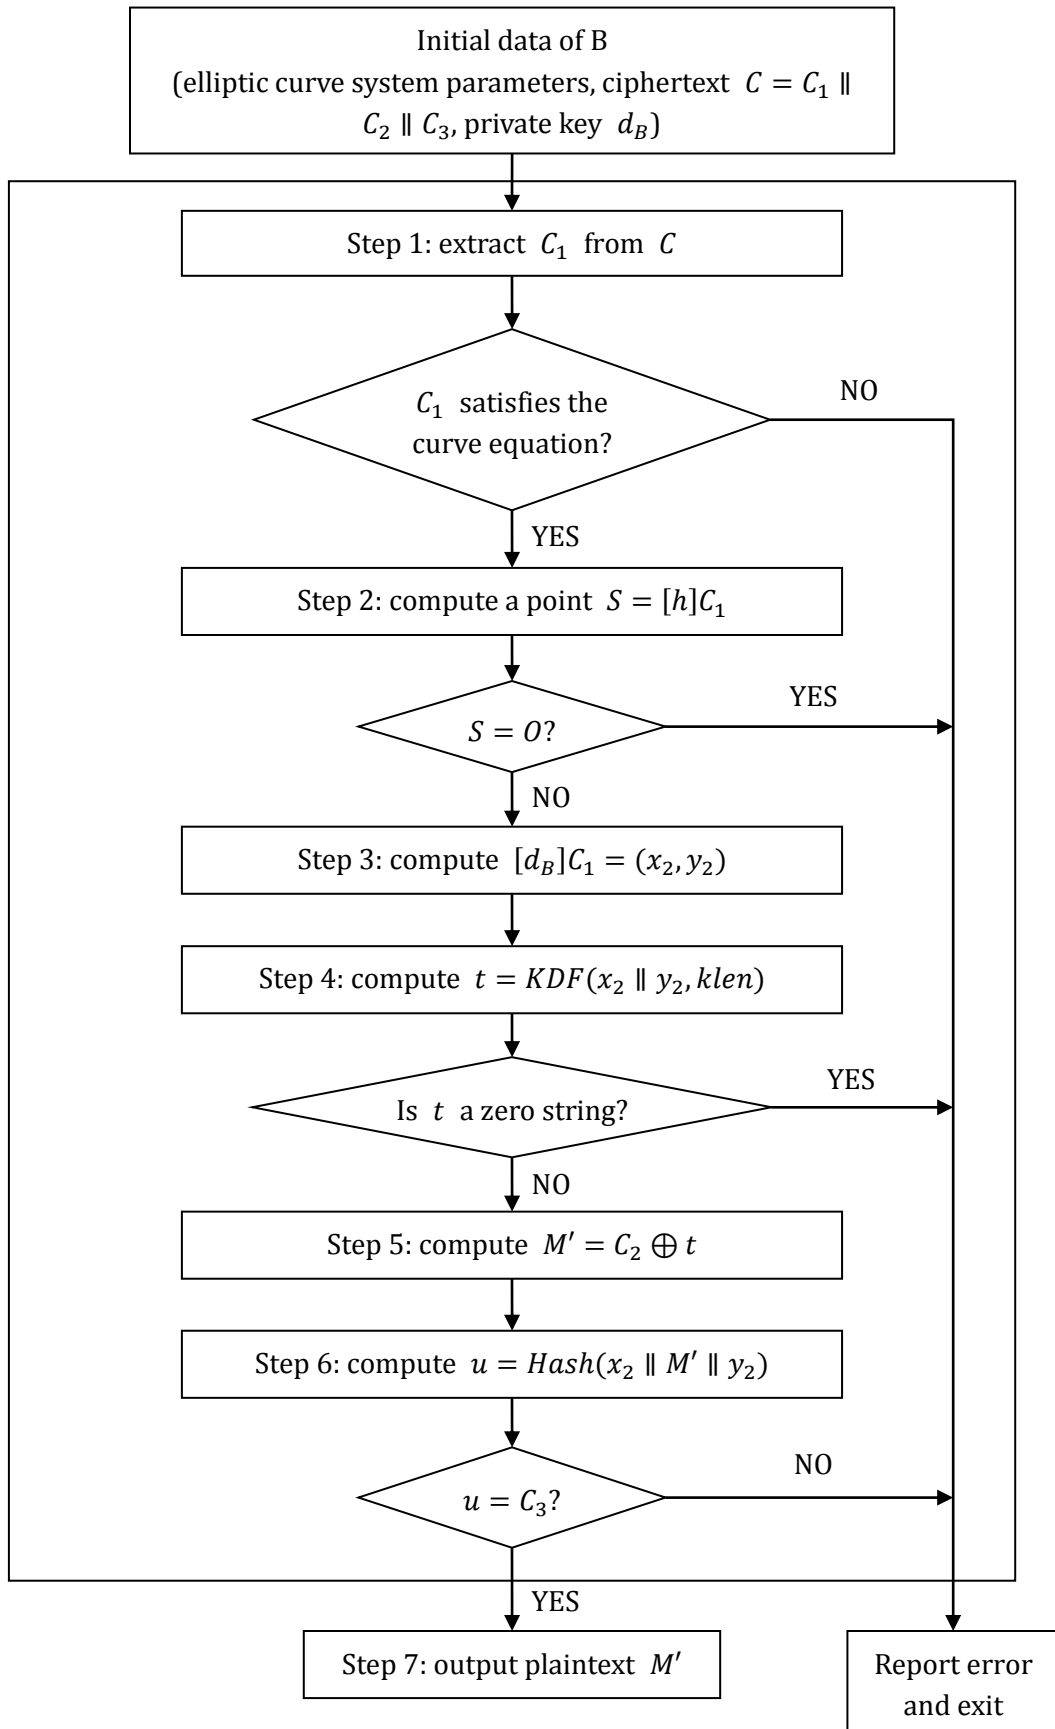 Initial data of B
(elliptic curve system parameters, ciphertext C = C₁ ∥
C₂ ∥ C₃, private key d_B)
Step 1: extract C₁ from C
C₁ satisfies the
curve equation?
NO
YES
Step 2: compute a point S = [h]C₁
S = O?
YES
NO
Step 3: compute [d_B]C₁ = (x₂, y₂)
Step 4: compute t = KDF(x₂ ∥ y₂, klen)
Is t a zero string?
YES
NO
Step 5: compute M′ = C₂ ⊕ t
Step 6: compute u = Hash(x₂ ∥ M′ ∥ y₂)
u = C₃?
NO
YES
Step 7: output plaintext M′
Report error
and exit